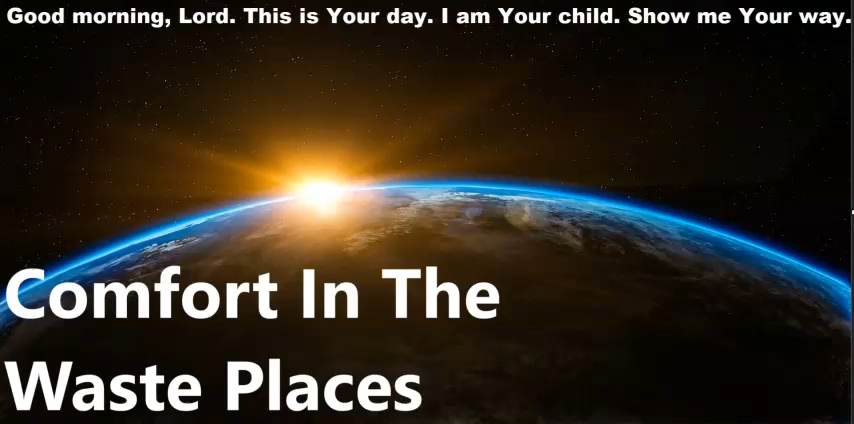 Good morning, Lord. This is Your day. I am Your child. Show me Your way.
Comfort In The
Waste Places